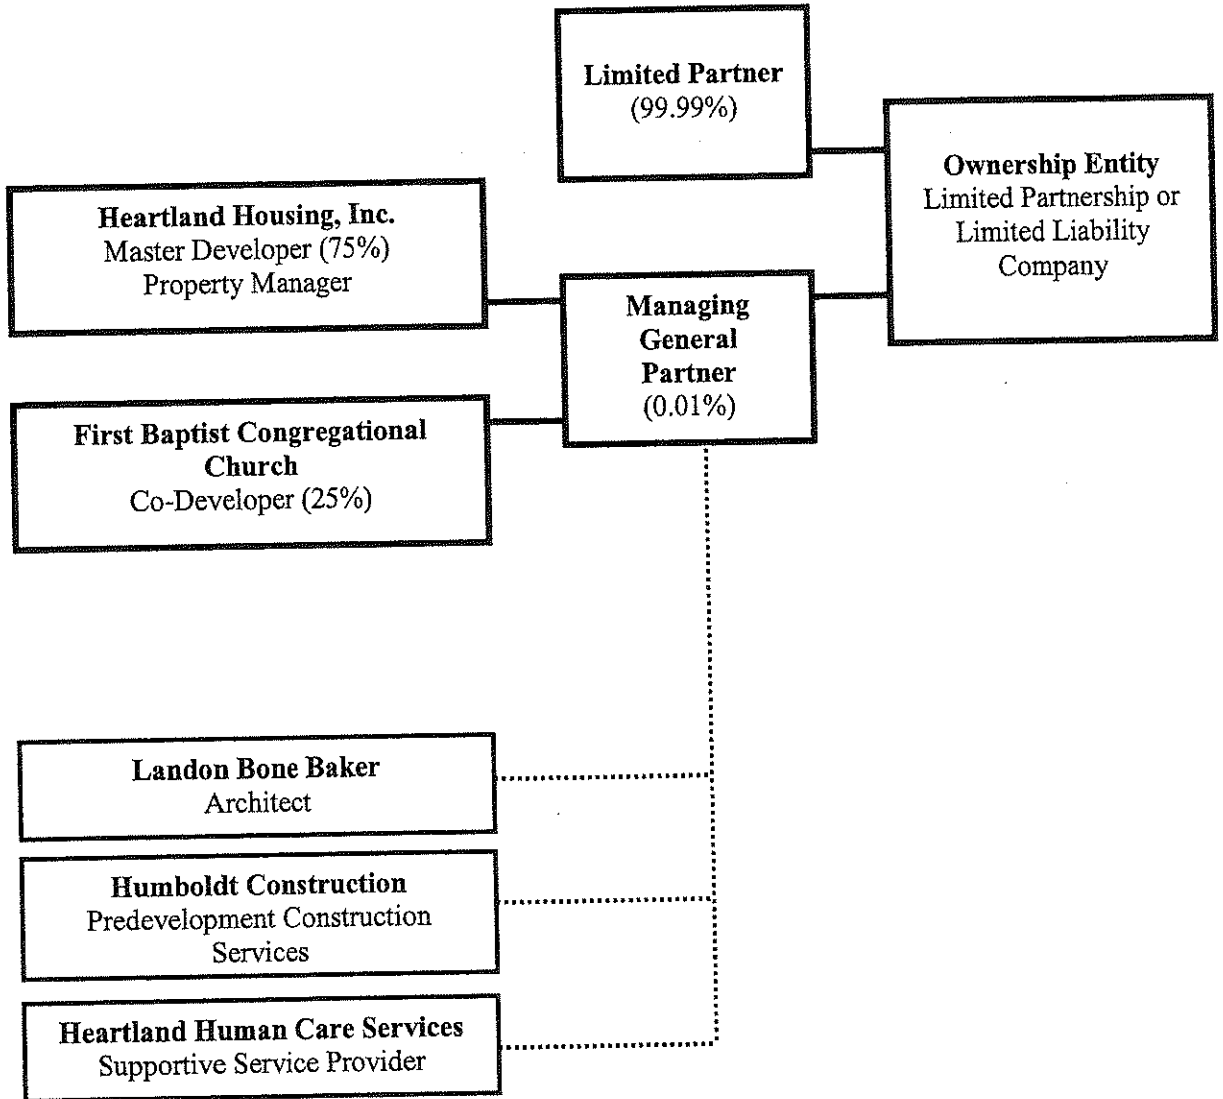 Limited Partner
(99.99%)
Ownership Entity
Limited Partnership or
Limited Liability
Company
Heartland Housing, Inc.
Master Developer (75%)
Property Manager
Managing
General
Partner
(0.01%)
First Baptist Congregational
Church
Co-Developer (25%)
Landon Bone Baker
Architect
Humboldt Construction
Predevelopment Construction
Services
Heartland Human Care Services
Supportive Service Provider